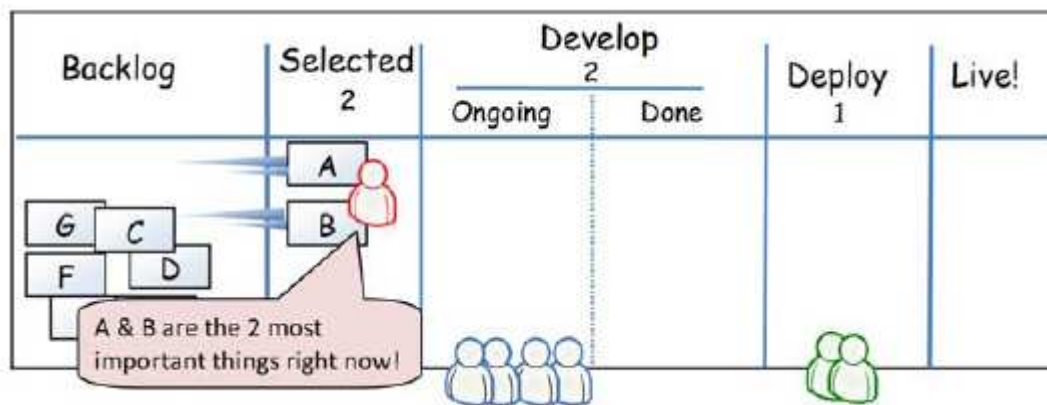 Backlog
Selected
2
Develop
2
Ongoing
Done
Deploy
1
Live!
A
B
G
C
F
D
A & B are the 2 most
important things right now!